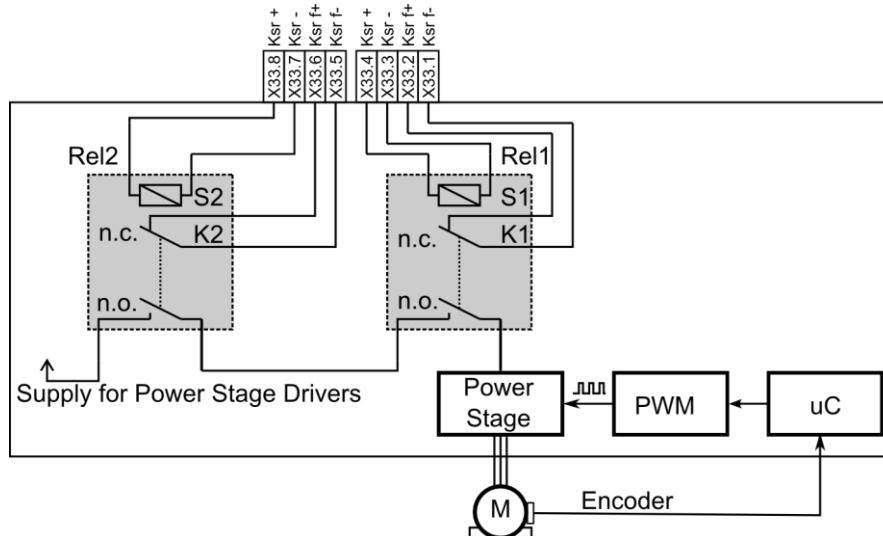 Ksr +
Ksr -
Ksr f+
Ksr f-
Ksr +
Ksr -
Ksr f+
Ksr f-
X33.8
X33.7
X33.6
X33.5
X33.4
X33.3
X33.2
X33.1
Rel2
Rel1
S2
S1
n.c.
K2
n.c.
K1
n.o.
n.o.
Supply for Power Stage Drivers
Power
Stage
PWM
uC
M
Encoder